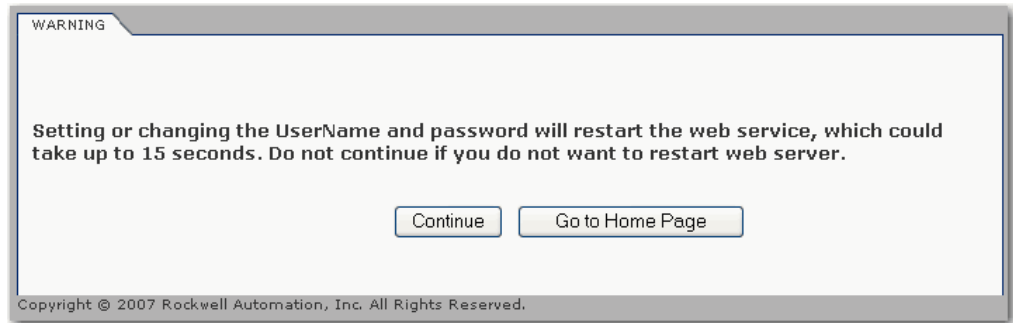 WARNING
Setting or changing the UserName and password will restart the web service, which could
take up to 15 seconds. Do not continue if you do not want to restart web server.
Continue
Go to Home Page
Copyright © 2007 Rockwell Automation, Inc. All Rights Reserved.